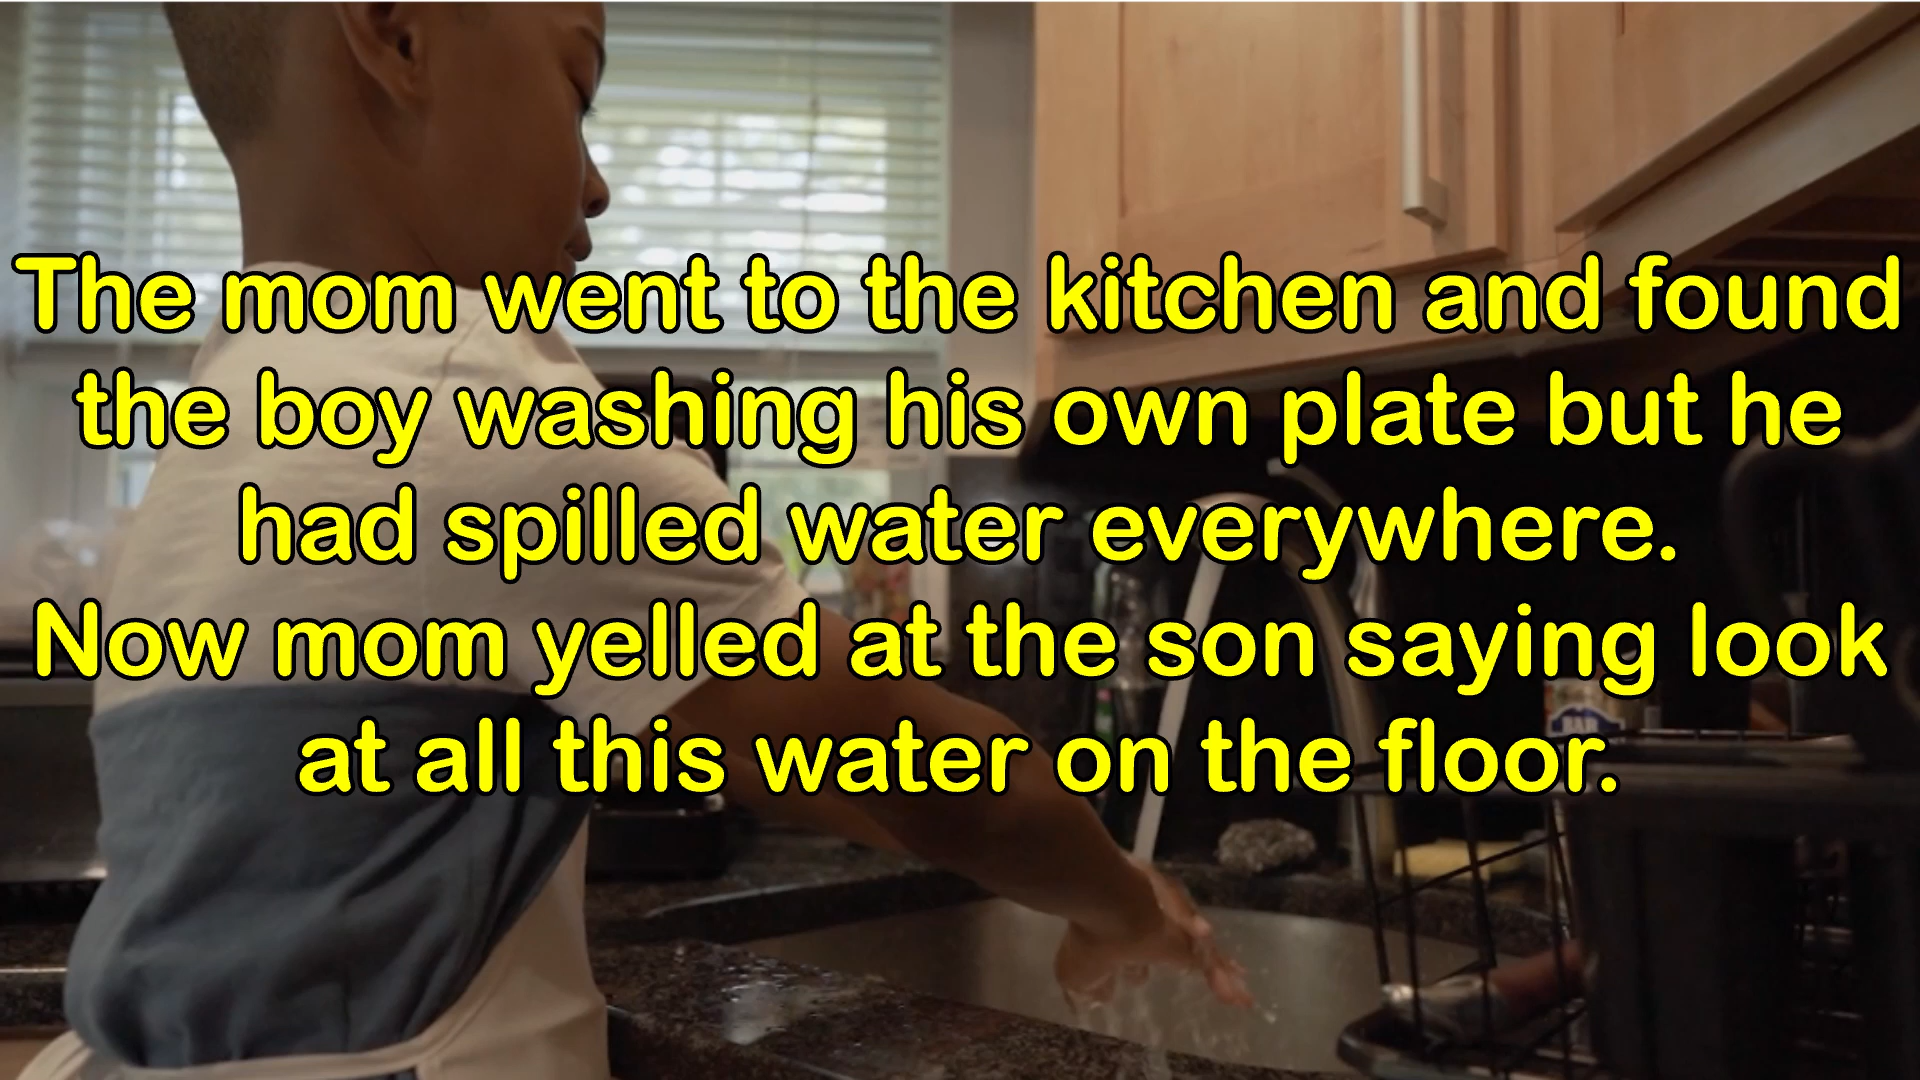 The mom went to the kitchen and found
the boy washing his own plate but he
had spilled water everywhere.
Now mom yelled at the son saying look
at all this water on the floor.
BAR